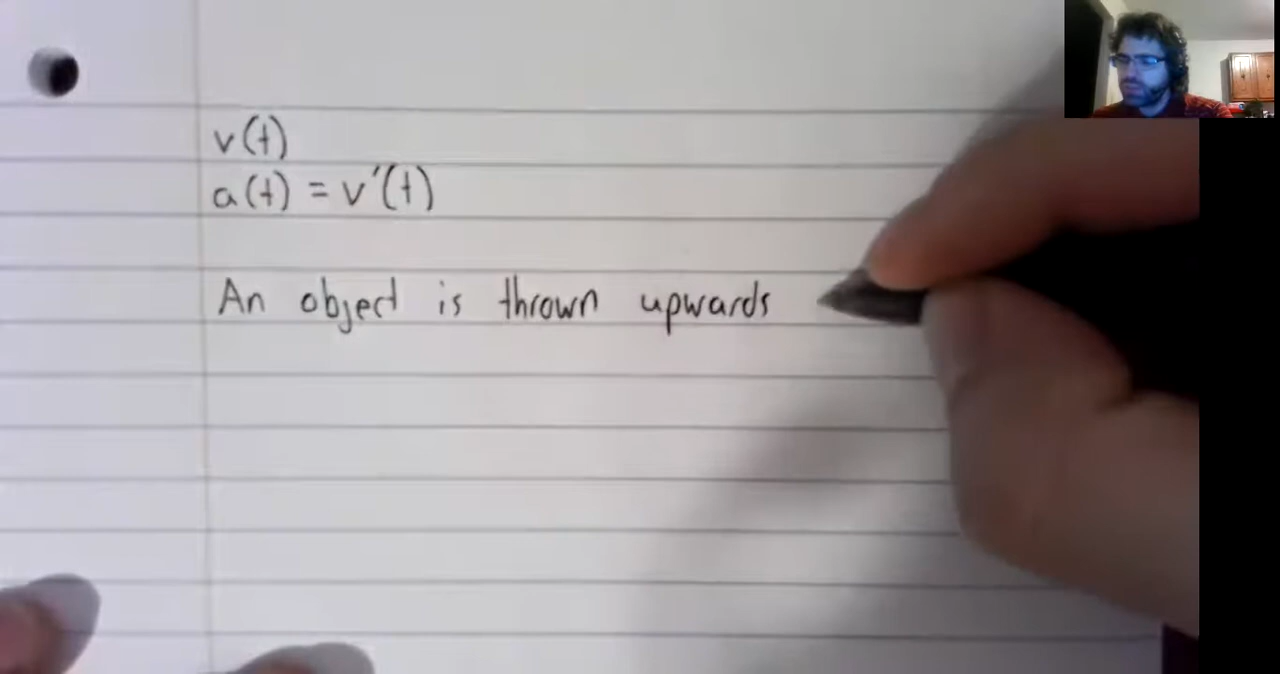 v(t)
a(t) = v'(t)
An object is thrown upwards